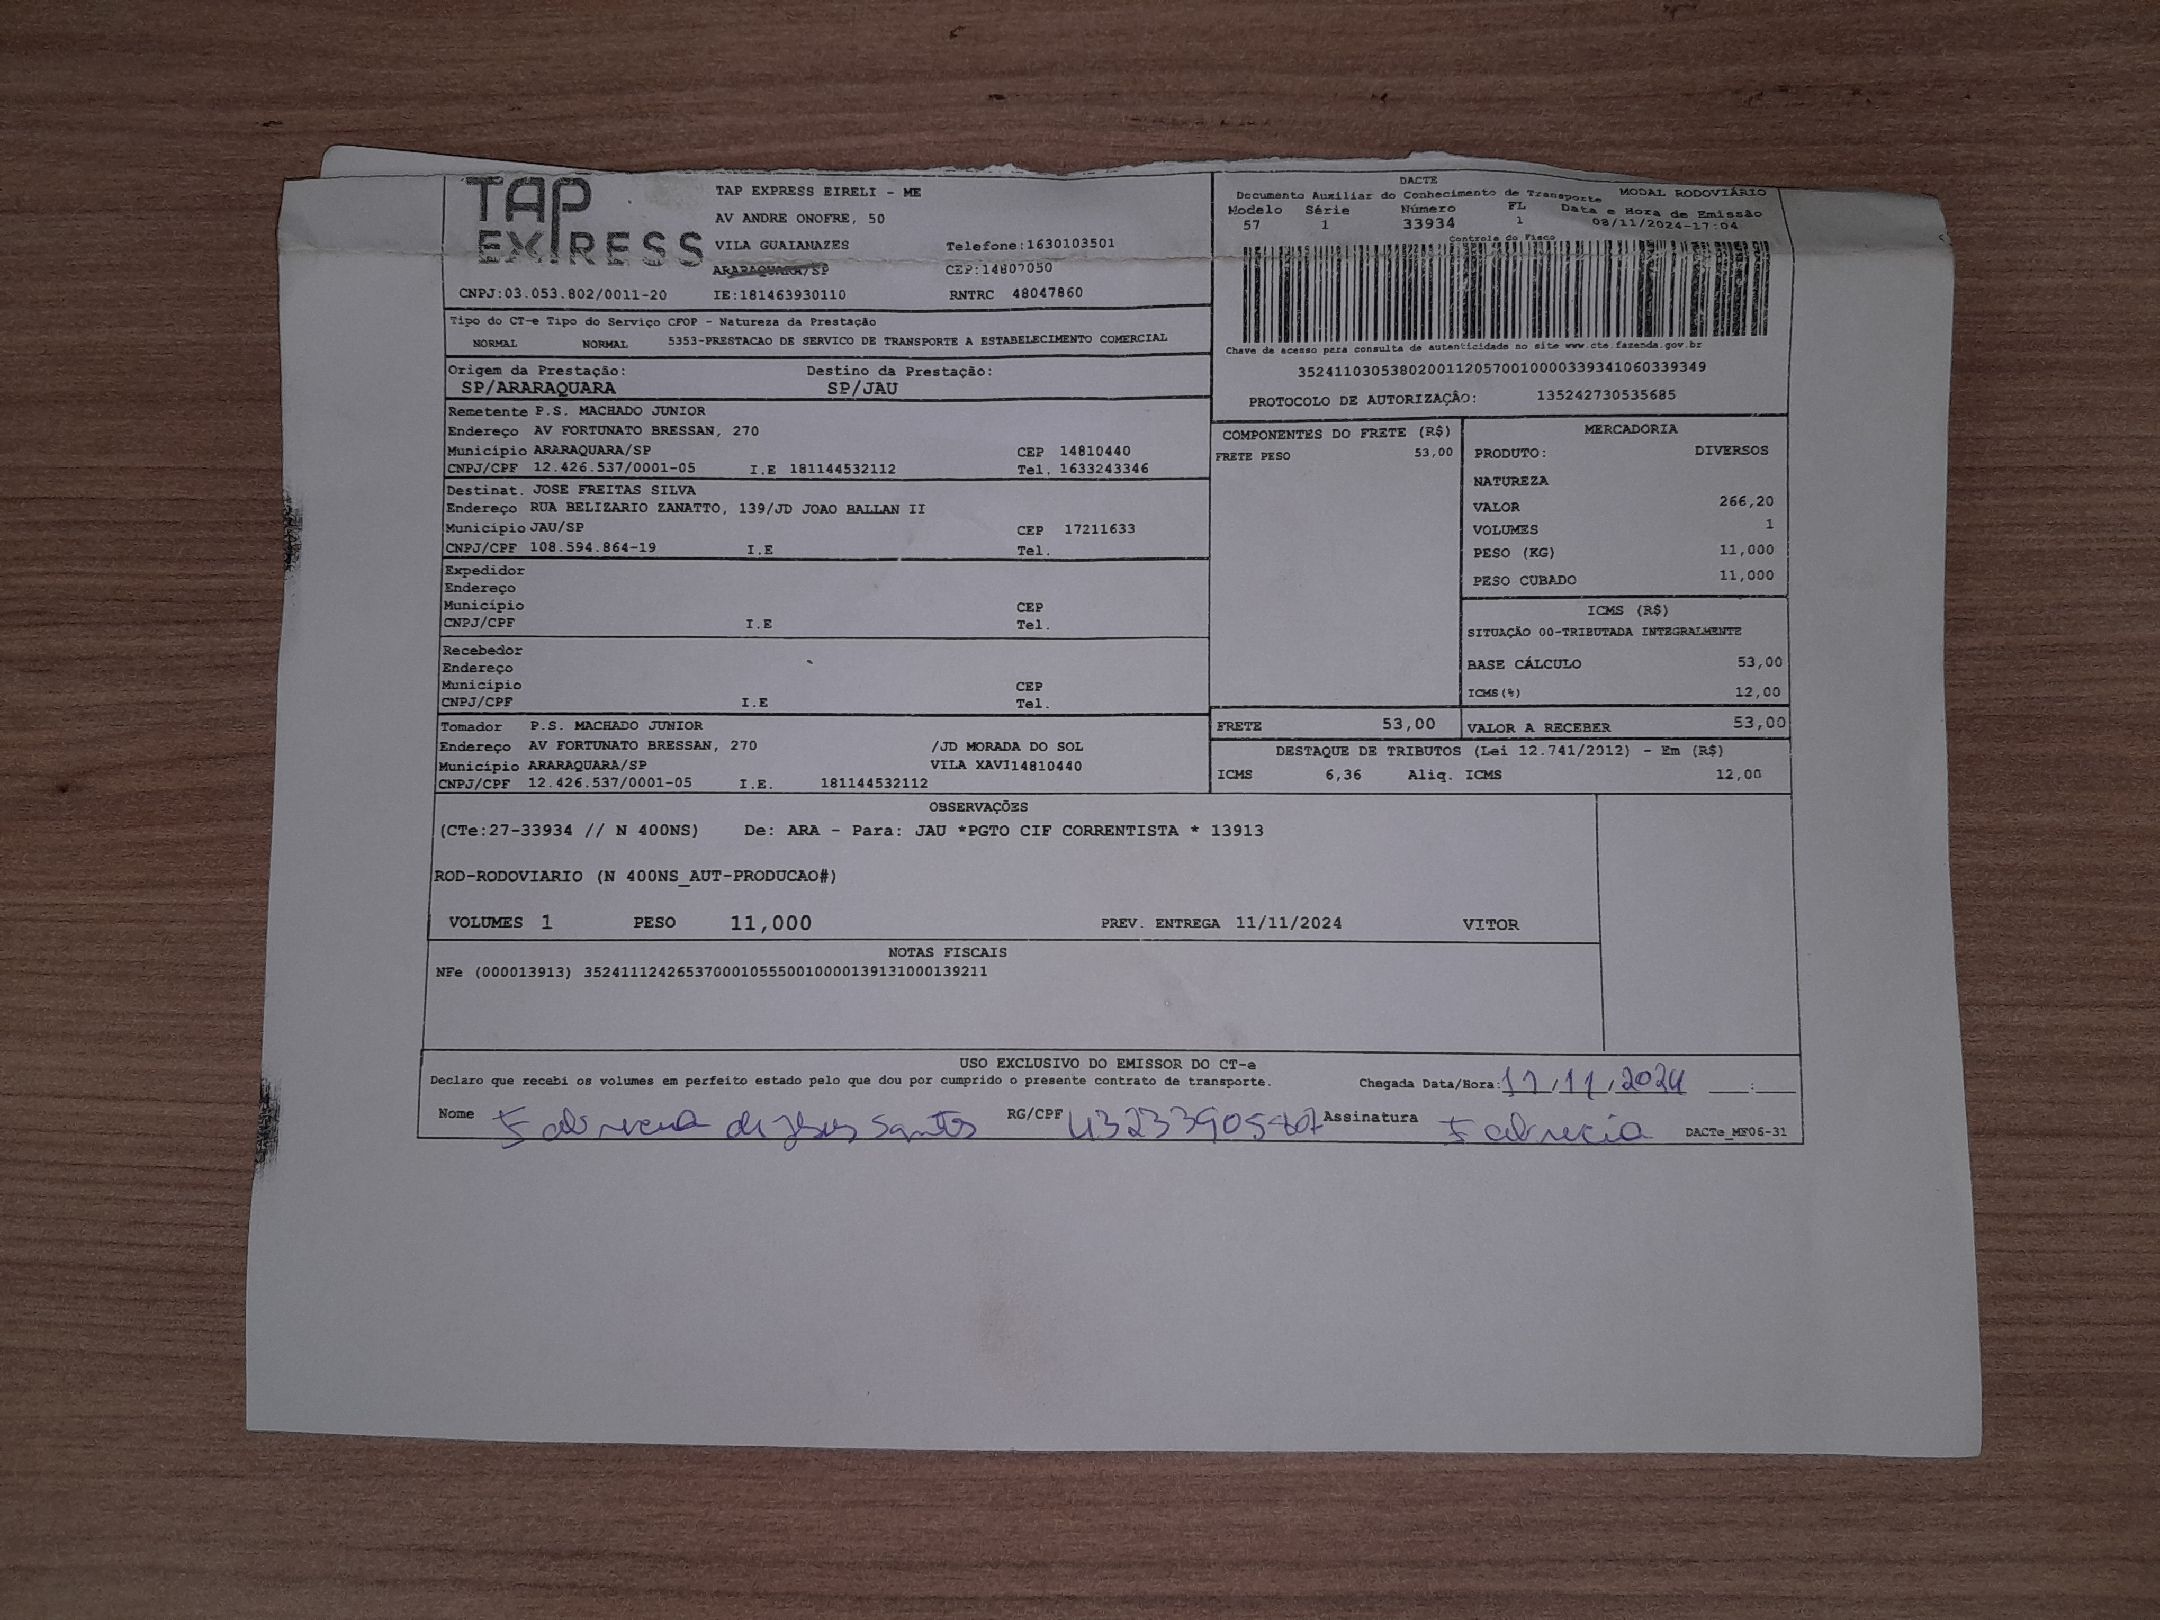 TAP EXPRESS
TAP EXPRESS EIRELI - ME
AV ANDRE ONOFRE, 50
VILA GUAIANAZES Telefone:1630103501
ARARAQUARA/SP CEP:14807050
CNPJ:03.053.802/0011-20 IE:181463930110 RNTRC 48047860
DACTE
Documento Auxiliar do Conhecimento de Transporte MODAL RODOVIÁRIO
Modelo Série Número FL Data e Hora de Emissão
57 1 33934 1 08/11/2024-17:04
Controle do Fisco
Chave de acesso para consulta de autenticidade no site www.cte.fazenda.gov.br
35241103053802001120570010000339341060339349
PROTOCOLO DE AUTORIZAÇÃO: 135242730535685
Tipo do CT-e Tipo do Serviço CFOP - Natureza da Prestação
NORMAL NORMAL 5353-PRESTACAO DE SERVICO DE TRANSPORTE A ESTABELECIMENTO COMERCIAL
Origem da Prestação: Destino da Prestação:
SP/ARARAQUARA SP/JAU
Remetente P.S. MACHADO JUNIOR
Endereço AV FORTUNATO BRESSAN, 270
Município ARARAQUARA/SP CEP 14810440
CNPJ/CPF 12.426.537/0001-05 I.E 181144532112 Tel. 1633243346
Destinat. JOSE FREITAS SILVA
Endereço RUA BELIZARIO ZANATTO, 139/JD JOAO BALLAN II
Município JAU/SP CEP 17211633
CNPJ/CPF 108.594.864-19 I.E Tel.
Expedidor
Endereço
Município CEP
CNPJ/CPF I.E Tel.
Recebedor
Endereço
Município CEP
CNPJ/CPF I.E Tel.
Tomador P.S. MACHADO JUNIOR
Endereço AV FORTUNATO BRESSAN, 270 /JD MORADA DO SOL
Município ARARAQUARA/SP VILA XAVI14810440
CNPJ/CPF 12.426.537/0001-05 I.E. 181144532112
COMPONENTES DO FRETE (R$)
FRETE PESO 53,00
MERCADORIA
PRODUTO: DIVERSOS
NATUREZA
VALOR 266,20
VOLUMES 1
PESO (KG) 11,000
PESO CUBADO 11,000
ICMS (R$)
SITUAÇÃO 00-TRIBUTADA INTEGRALMENTE
BASE CÁLCULO 53,00
ICMS(%) 12,00
FRETE 53,00 VALOR A RECEBER 53,00
DESTAQUE DE TRIBUTOS (Lei 12.741/2012) - Em (R$)
ICMS 6,36 Aliq. ICMS 12,00
OBSERVAÇÕES
(CTe:27-33934 // N 400NS) De: ARA - Para: JAU *PGTO CIF CORRENTISTA * 13913
ROD-RODOVIARIO (N 400NS_AUT-PRODUCAO#)
VOLUMES 1 PESO 11,000 PREV. ENTREGA 11/11/2024 VITOR
NOTAS FISCAIS
NFe (000013913) 35241112426537000105550010000139131000139211
USO EXCLUSIVO DO EMISSOR DO CT-e
Declaro que recebi os volumes em perfeito estado pelo que dou por cumprido o presente contrato de transporte. Chegada Data/Hora: 11/11/2024 __:__
Nome de Jesus Santos RG/CPF Assinatura DACTe_MF06-31